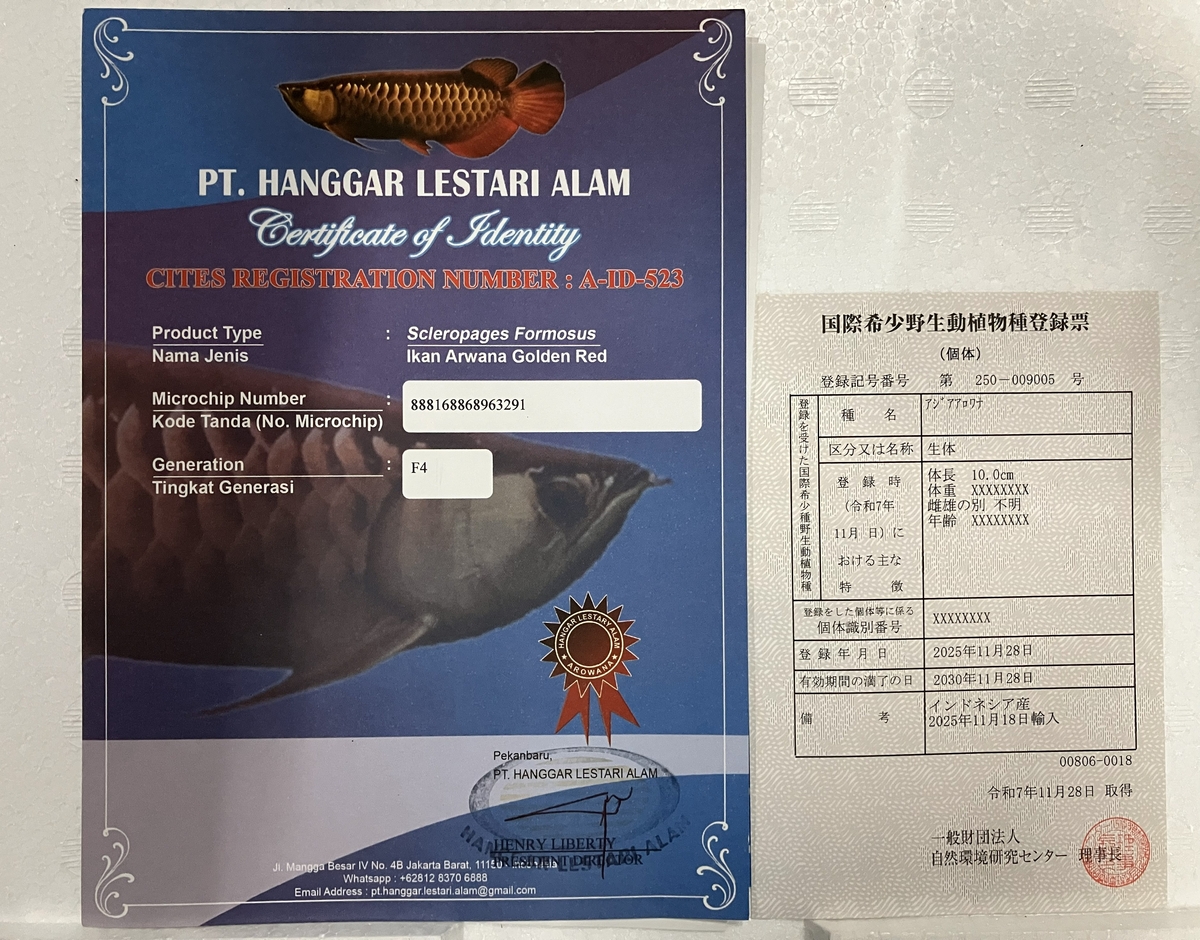 PT. HANGGAR LESTARI ALAM
Certificate of Identity
CITES REGISTRATION NUMBER : A-ID-523
Product Type : Scleropages Formosus
Nama Jenis Ikan Arwana Golden Red
Microchip Number : 888168868963291
Kode Tanda (No. Microchip)
Generation : F4
Tingkat Generasi
HANGGAR LESTARY ALAM
AROWANA
Pekanbaru,
PT. HANGGAR LESTARI ALAM
HENRY LIBERTY
PRESIDENT DIREKTOR
Jl. Mangga Besar IV No. 4B Jakarta Barat,
Whatsapp : +62812 8370 6888
Email Address : pt.hanggar.lestari.alam@gmail.com
国際希少野生動植物種登録票
(個体)
登録記号番号 第 250-009005 号
登録を受けた国際希少野生動植物種
種名 アジアアロワナ
区分又は名称 生体
登録時
(令和7年
11月 日)に
おける主な
特徴
体長 10.0cm
体重 XXXXXXXX
雌雄の別 不明
年齢 XXXXXXXX
登録をした個体等に係る
個体識別番号 XXXXXXXX
登録年月日 2025年11月28日
有効期間の満了の日 2030年11月28日
備考 インドネシア産
2025年11月18日輸入
00806-0018
令和7年11月28日 取得
一般財団法人
自然環境研究センター 理事長